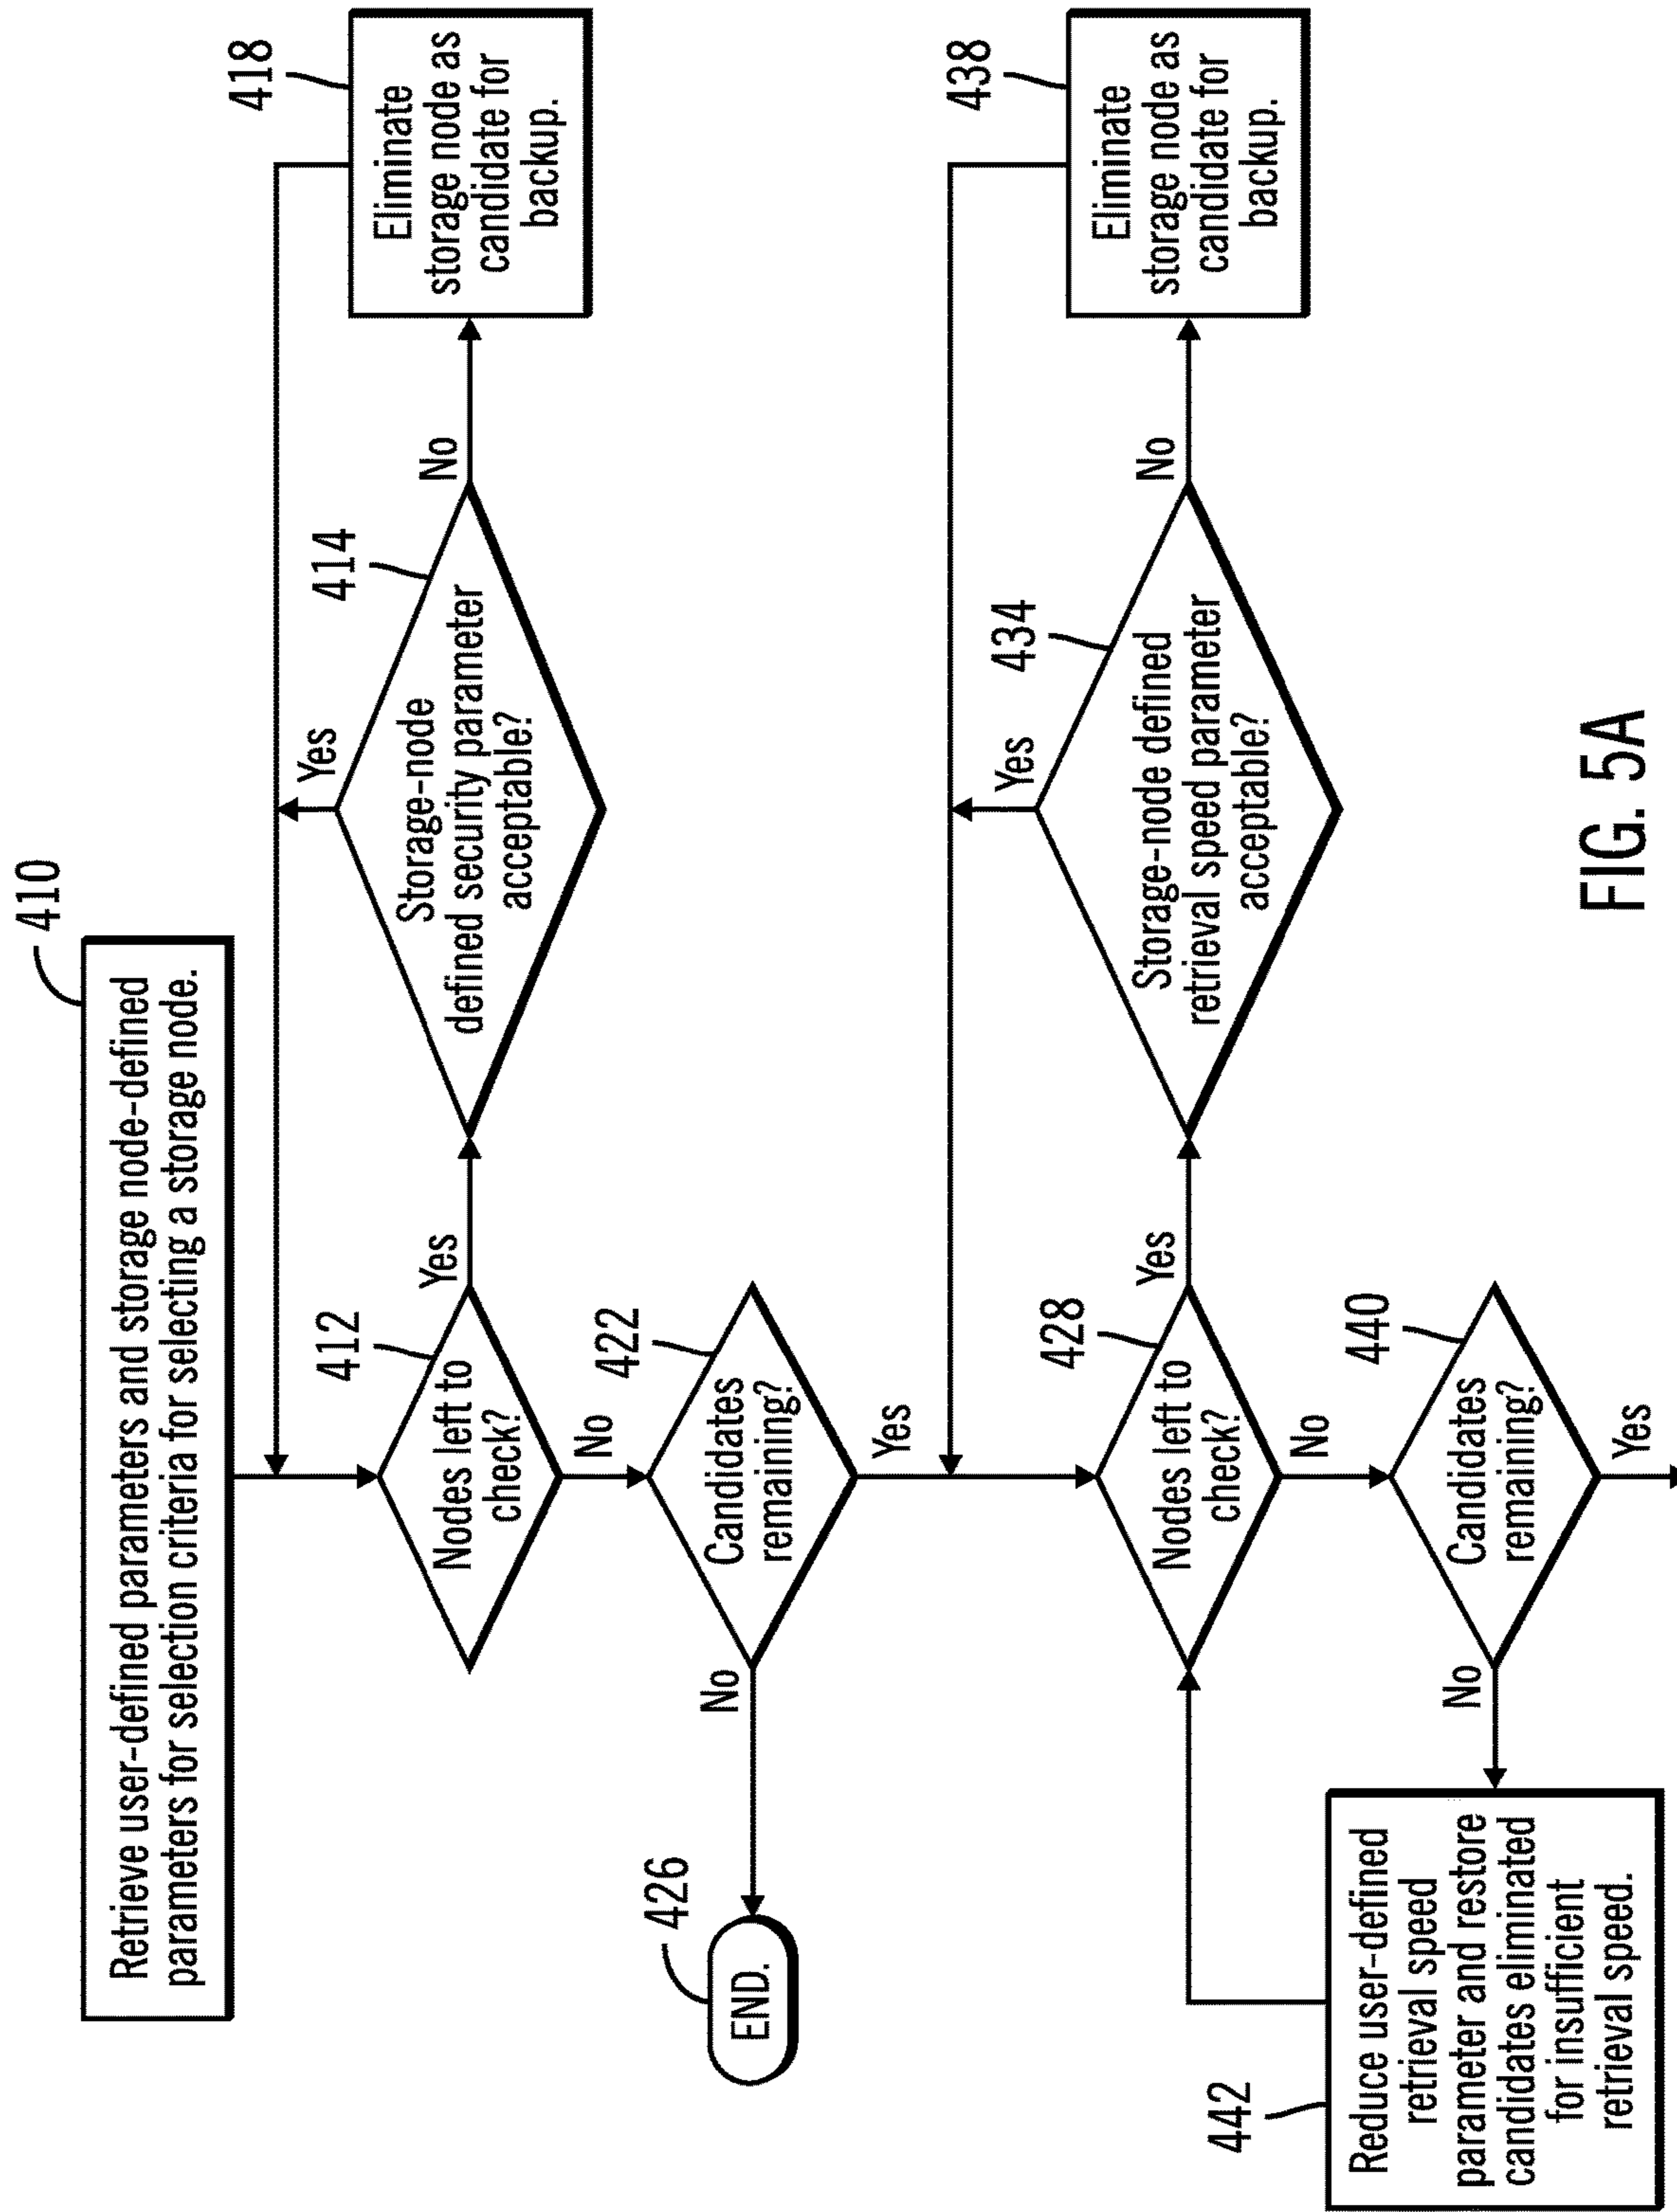 410
Retrieve user-defined parameters and storage node-defined
parameters for selection criteria for selecting a storage node.
412
Nodes left to
check?
Yes
No
414
Storage-node
defined security parameter
acceptable?
Yes
No
418
Eliminate
storage node as
candidate for
backup.
422
Candidates
remaining?
No
Yes
426
END.
428
Nodes left to
check?
Yes
No
434
Storage-node defined
retrieval speed parameter
acceptable?
Yes
No
438
Eliminate
storage node as
candidate for
backup.
440
Candidates
remaining?
No
Yes
442
Reduce user-defined
retrieval speed
parameter and restore
candidates eliminated
for insufficient
retrieval speed.
FIG. 5A